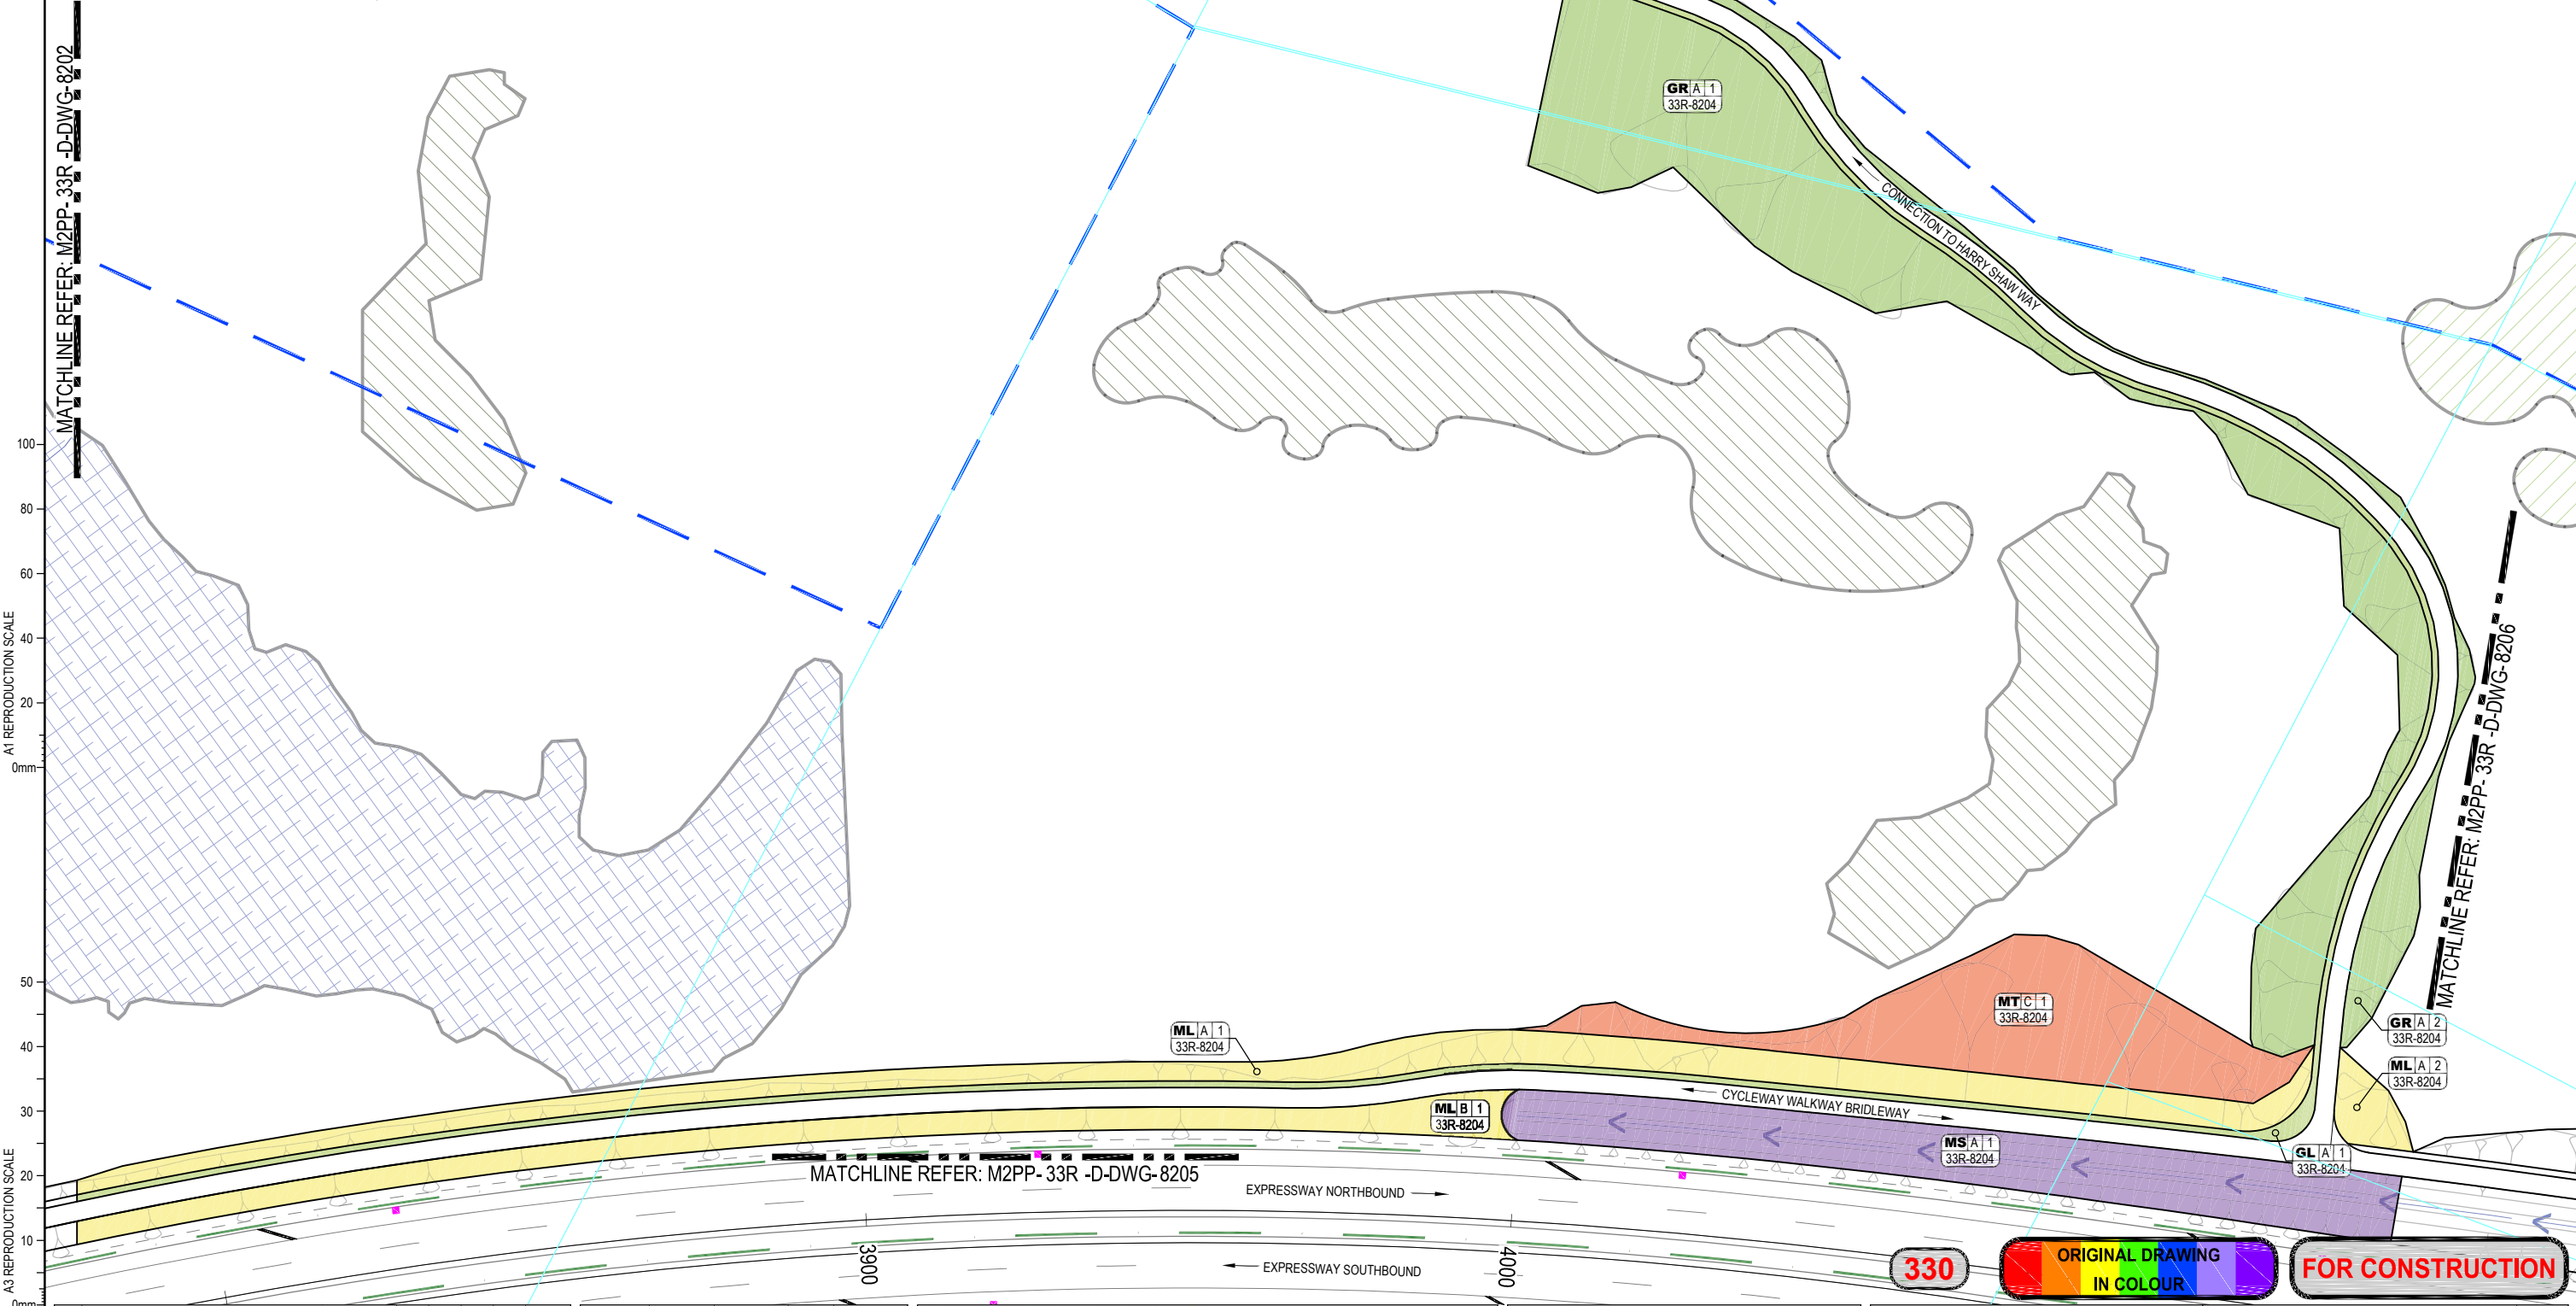 MATCHLINE REFER: M2PP- 33R -D-DWG- 8202
GR A 1
33R-8204
CONNECTION TO HARRY SHAW WAY
100
80
60
40
20
0mm
A1 REPRODUCTION SCALE
MATCHLINE REFER: M2PP- 33R -D-DWG- 8206
50
40
30
20
10
0mm
A3 REPRODUCTION SCALE
MT C 1
33R-8204
ML A 1
33R-8204
GR A 2
33R-8204
ML A 2
33R-8204
CYCLEWAY WALKWAY BRIDLEWAY
ML B 1
33R-8204
MS A 1
33R-8204
GL A 1
33R-8204
MATCHLINE REFER: M2PP- 33R -D-DWG- 8205
EXPRESSWAY NORTHBOUND
3900
4000
EXPRESSWAY SOUTHBOUND
330
ORIGINAL DRAWING
IN COLOUR
FOR CONSTRUCTION